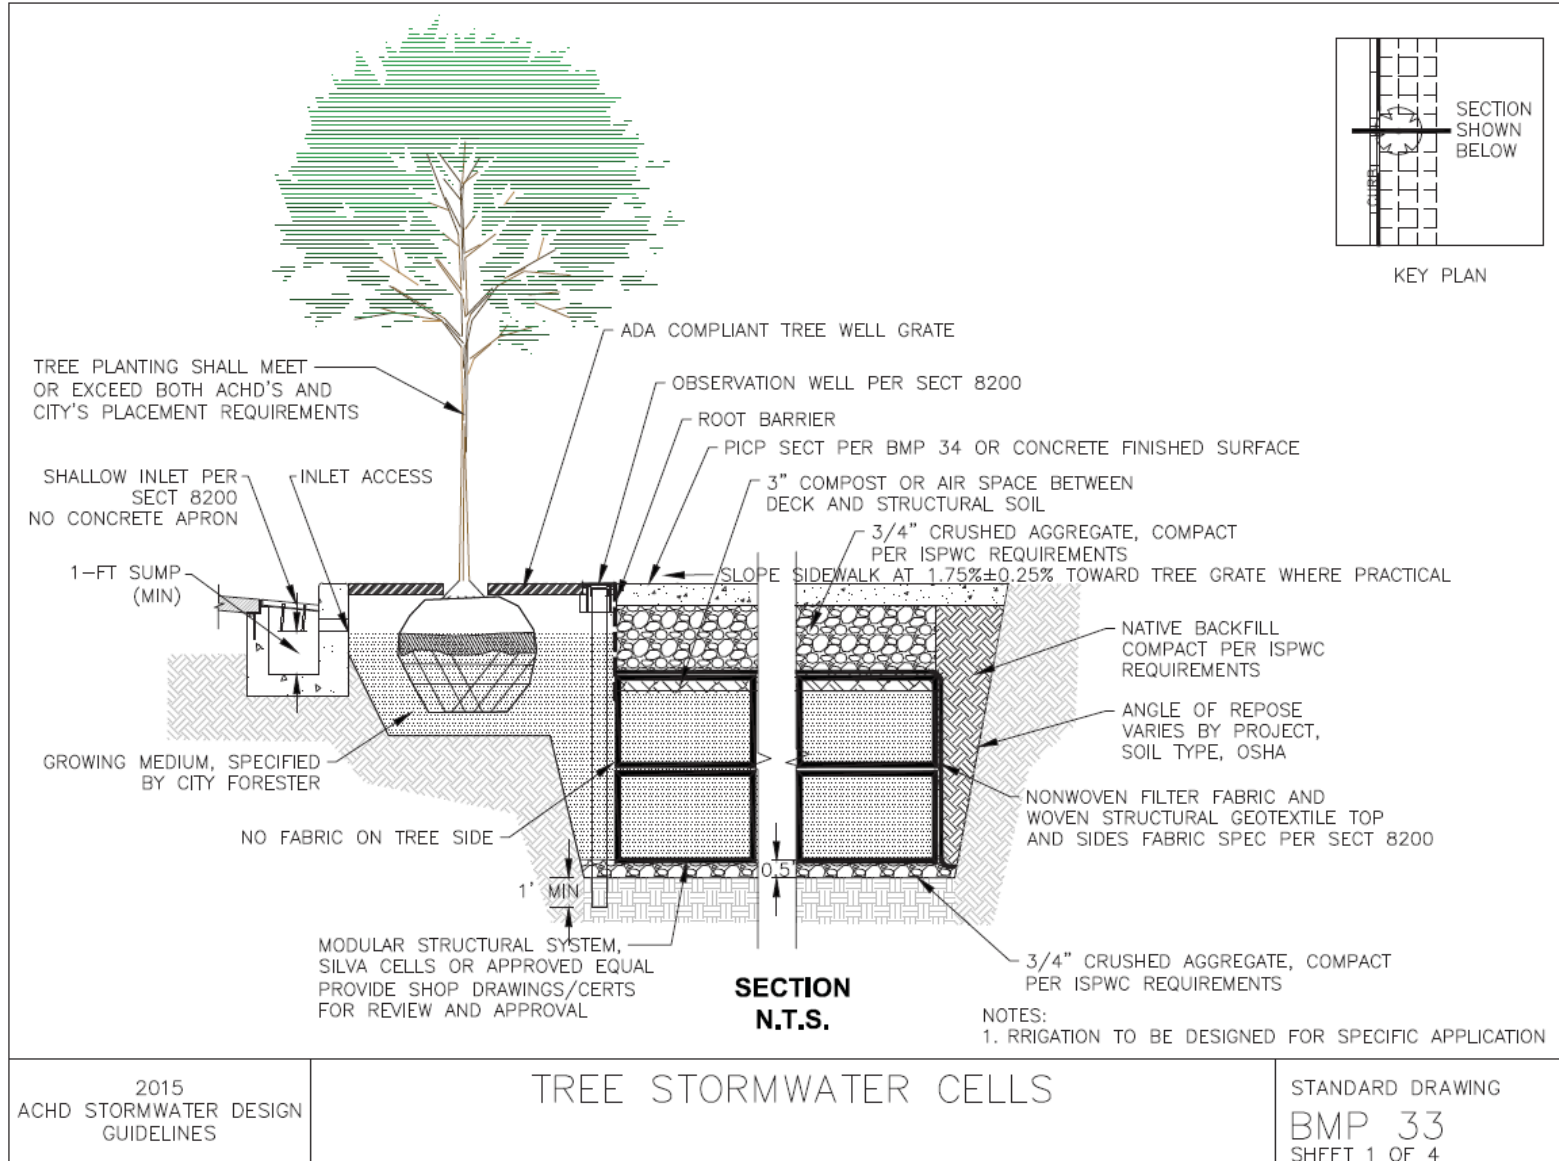 SECTION
SHOWN
BELOW
CURB
KEY PLAN
ADA COMPLIANT TREE WELL GRATE
TREE PLANTING SHALL MEET
OR EXCEED BOTH ACHD'S AND
CITY'S PLACEMENT REQUIREMENTS
OBSERVATION WELL PER SECT 8200
ROOT BARRIER
PICP SECT PER BMP 34 OR CONCRETE FINISHED SURFACE
SHALLOW INLET PER
SECT 8200
NO CONCRETE APRON
INLET ACCESS
3" COMPOST OR AIR SPACE BETWEEN
DECK AND STRUCTURAL SOIL
3/4" CRUSHED AGGREGATE, COMPACT
PER ISPWC REQUIREMENTS
1-FT SUMP
(MIN)
SLOPE SIDEWALK AT 1.75%±0.25% TOWARD TREE GRATE WHERE PRACTICAL
NATIVE BACKFILL
COMPACT PER ISPWC
REQUIREMENTS
ANGLE OF REPOSE
VARIES BY PROJECT,
SOIL TYPE, OSHA
GROWING MEDIUM, SPECIFIED
BY CITY FORESTER
NONWOVEN FILTER FABRIC AND
WOVEN STRUCTURAL GEOTEXTILE TOP
AND SIDES FABRIC SPEC PER SECT 8200
NO FABRIC ON TREE SIDE
0.5'
1' MIN
MODULAR STRUCTURAL SYSTEM,
SILVA CELLS OR APPROVED EQUAL
PROVIDE SHOP DRAWINGS/CERTS
FOR REVIEW AND APPROVAL
3/4" CRUSHED AGGREGATE, COMPACT
PER ISPWC REQUIREMENTS
SECTION
N.T.S.
NOTES:
1. RRIGATION TO BE DESIGNED FOR SPECIFIC APPLICATION
2015
ACHD STORMWATER DESIGN
GUIDELINES
TREE STORMWATER CELLS
STANDARD DRAWING
BMP 33
SHEET 1 OF 4